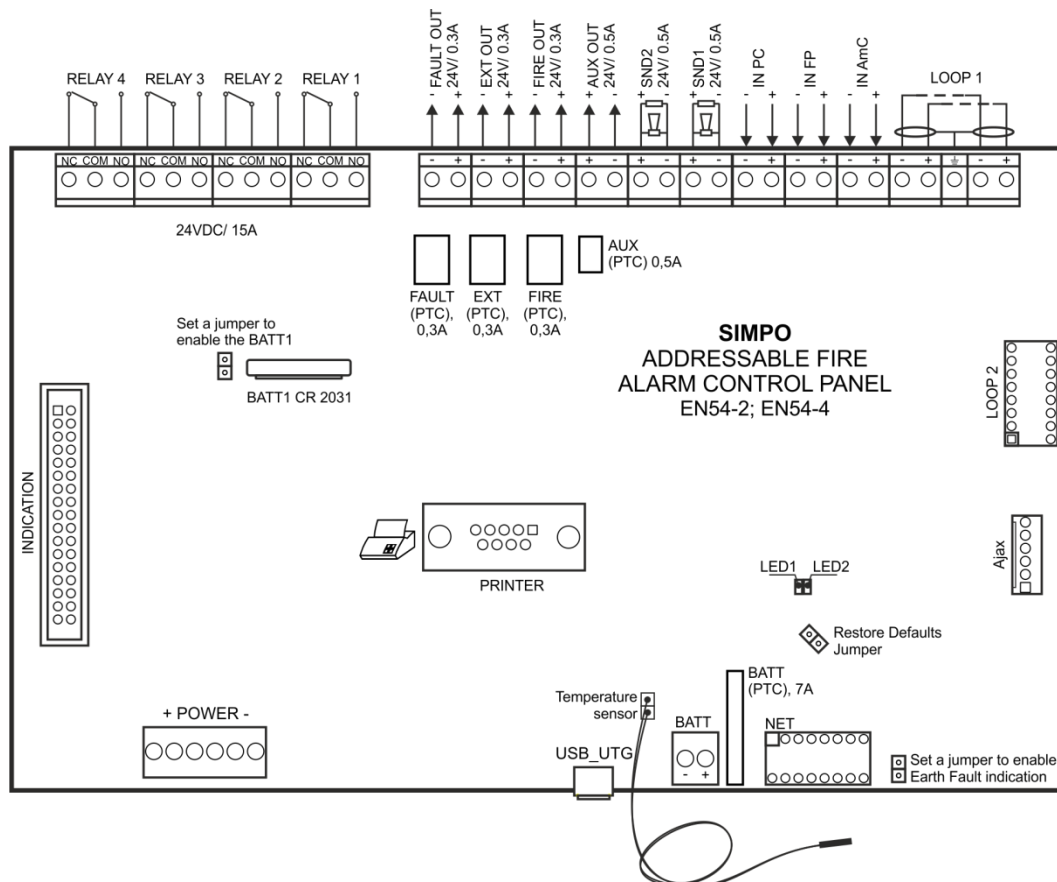 RELAY 4
RELAY 3
RELAY 2
RELAY 1
- FAULT OUT
+ 24V/ 0.3A
- EXT OUT
+ 24V/ 0.3A
- FIRE OUT
+ 24V/ 0.3A
+ AUX OUT
- 24V/ 0.5A
+ SND2
- 24V/ 0.5A
+ SND1
- 24V/ 0.5A
- IN PC
+
- IN FP
+
- IN AmC
+
LOOP 1
NC COM NO
NC COM NO
NC COM NO
NC COM NO
- + - + - + + - + - + - - + - + - + - + - +
24VDC/ 15A
FAULT
(PTC),
0,3A
EXT
(PTC),
0,3A
FIRE
(PTC),
0,3A
AUX
(PTC) 0,5A
Set a jumper to
enable the BATT1
BATT1 CR 2031
SIMPO
ADDRESSABLE FIRE
ALARM CONTROL PANEL
EN54-2; EN54-4
LOOP 2
INDICATION
PRINTER
Ajax
LED1
LED2
Restore Defaults
Jumper
+ POWER -
Temperature
sensor
USB_UTG
BATT
- +
BATT
(PTC), 7A
NET
Set a jumper to enable
Earth Fault indication